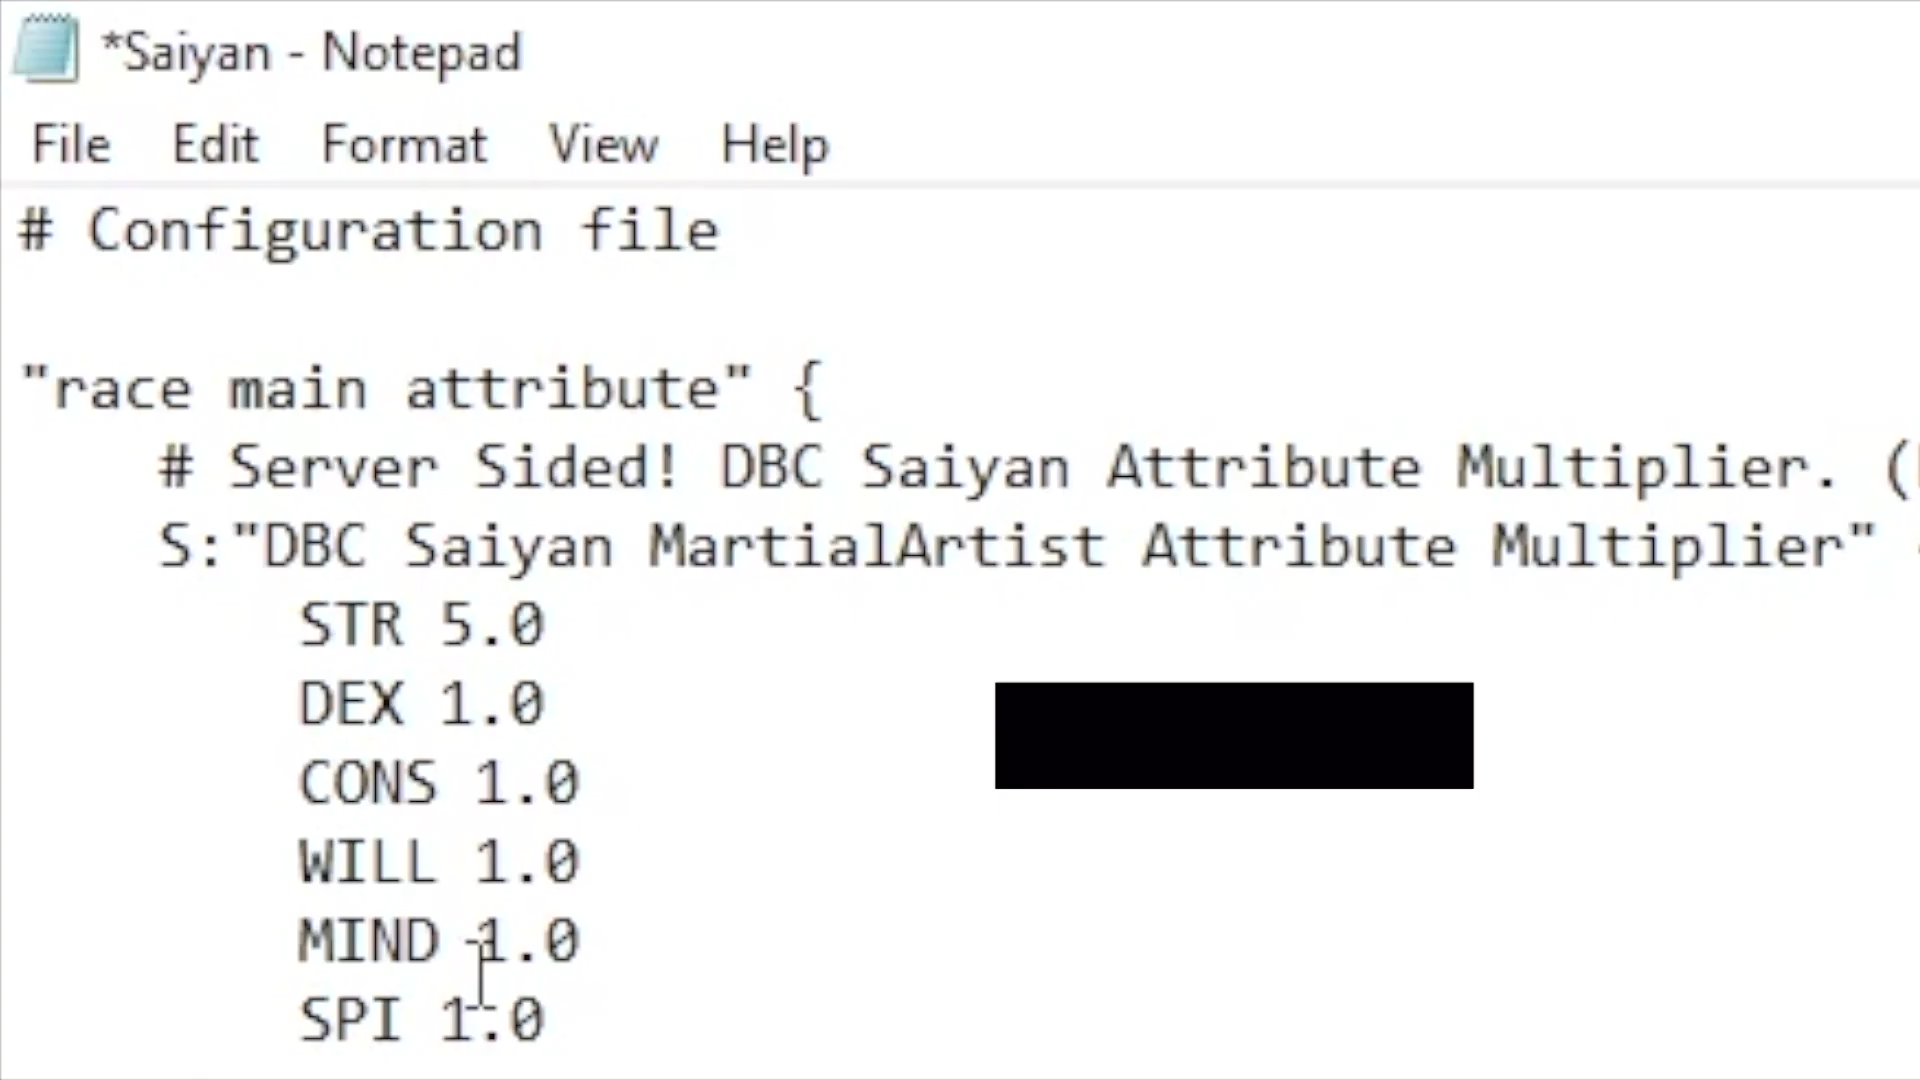 *Saiyan - Notepad
File Edit Format View Help
# Configuration file
"race main attribute" {
# Server Sided! DBC Saiyan Attribute Multiplier. (
S:"DBC Saiyan MartialArtist Attribute Multiplier"
STR 5.0
DEX 1.0
CONS 1.0
WILL 1.0
MIND 1.0
SPI 1.0